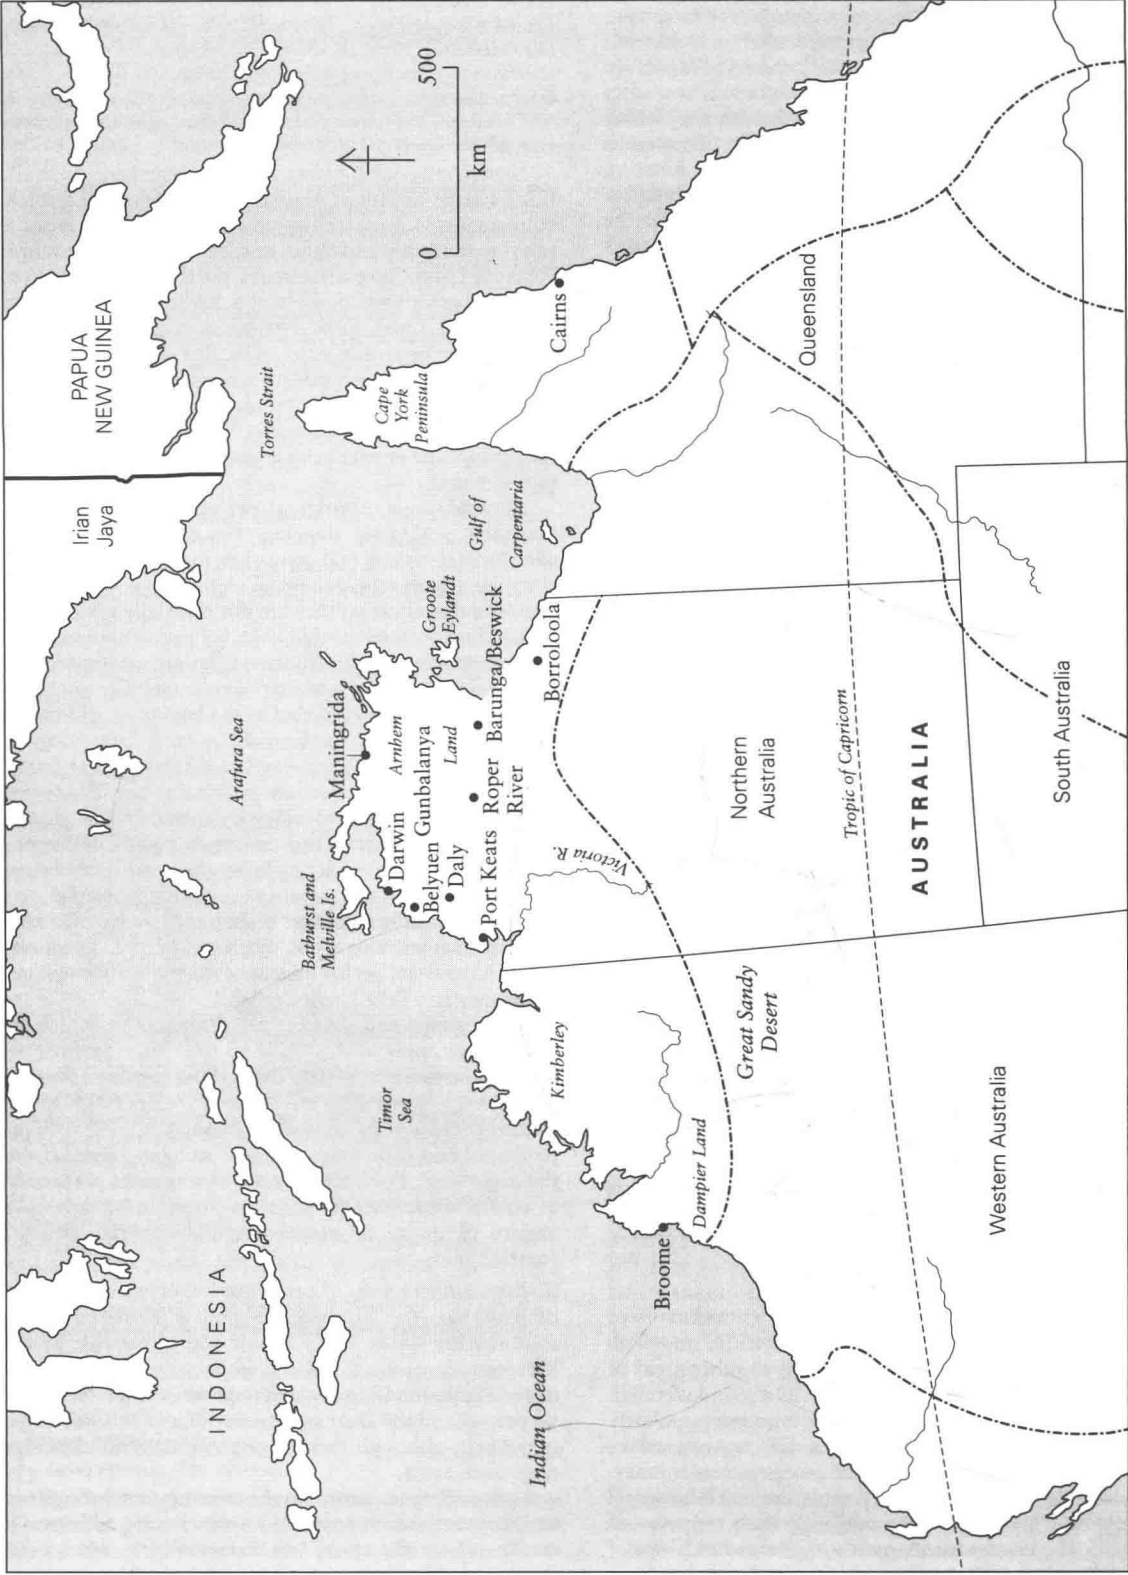 PAPUA
NEW GUINEA
Irian
Jaya
INDONESIA
Torres Strait
Arafura Sea
Timor
Sea
Indian Ocean
0
500
km
Bathurst and
Melville Is.
Maningrida
Darwin
Belyuen
Gunbalanya
Daly
Port Keats
Arnhem
Land
Groote
Eylandt
Gulf of
Carpentaria
Cape
York
Peninsula
Cairns
Roper
River
Barunga/Beswick
Borroloola
Victoria R.
Kimberley
Broome
Dampier Land
Great Sandy
Desert
Northern
Australia
Queensland
Tropic of Capricorn
AUSTRALIA
Western Australia
South Australia